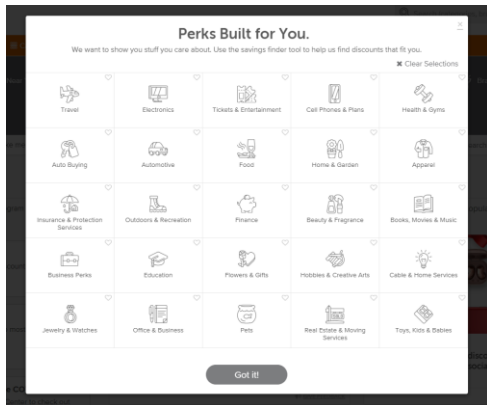 Perks Built for You.
We want to show you stuff you care about. Use the savings finder tool to help us find discounts that fit you.
✖ Clear Selections
Travel
Electronics
Tickets & Entertainment
Cell Phones & Plans
Health & Gyms
Auto Buying
Automotive
Food
Home & Garden
Apparel
Insurance & Protection
Services
Outdoors & Recreation
Finance
Beauty & Fragrance
Books, Movies & Music
Business Perks
Education
Flowers & Gifts
Hobbies & Creative Arts
Cable & Home Services
Jewelry & Watches
Office & Business
Pets
Real Estate & Moving
Services
Toys, Kids & Babies
Got it!